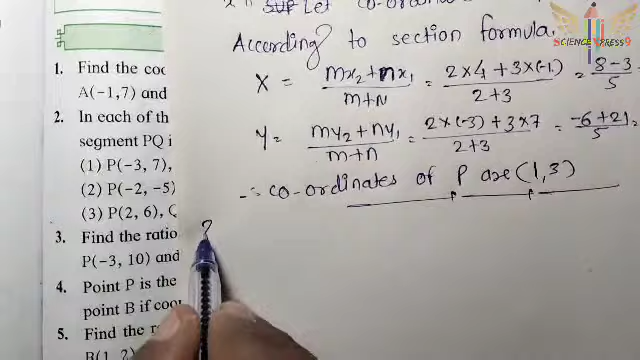 Let co-ordina
SCIENCE XPRESS9
According to section formula.
X = mx₂+nx₁/m+n = 2×4+3×(-1)/2+3 = 8-3/5
Y = my₂+ny₁/m+n = 2×(-3)+3×7/2+3 = -6+21/5 =
∴ co-ordinates of P are (1,3)
2
1. Find the coo
A(-1,7) and
2. In each of th
segment PQ i
(1) P(-3, 7),
(2) P(-2, -5)
(3) P(2, 6), Q
3. Find the ratio
P(-3, 10) and
4. Point P is the
point B if coo
5. Find the ra
B(1, 2)